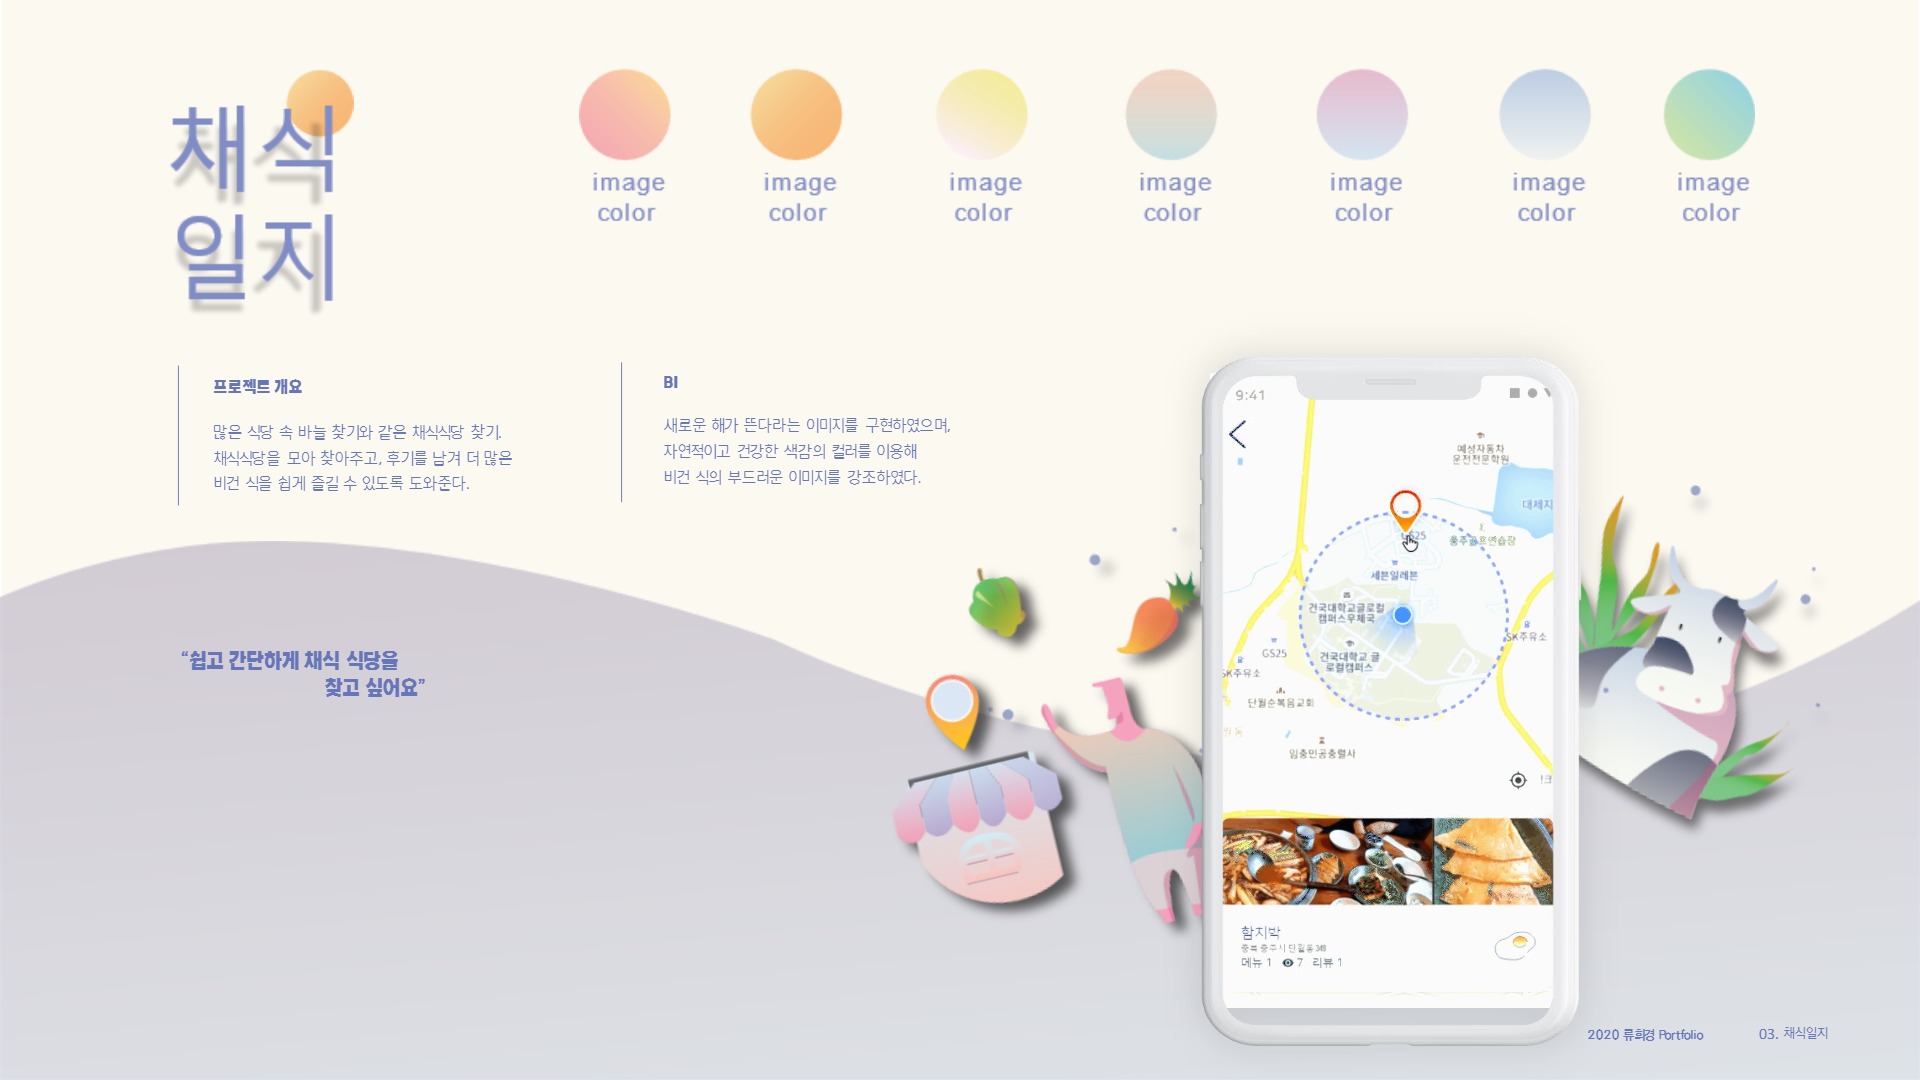 채식
일지
image
color
image
color
image
color
image
color
image
color
image
color
image
color
프로젝트 개요
많은 식당 속 바늘 찾기와 같은 채식식당 찾기.
채식식당을 모아 찾아주고, 후기를 남겨 더 많은
비건 식을 쉽게 즐길 수 있도록 도와준다.
BI
새로운 해가 뜬다라는 이미지를 구현하였으며,
자연적이고 건강한 색감의 컬러를 이용해
비건 식의 부드러운 이미지를 강조하였다.
“쉽고 간단하게 채식 식당을
찾고 싶어요”
9:41
예성자동차
운전전문학원
대제지
GS25
충주골프연습장
세븐일레븐
건국대학교글로컬
캠퍼스우체국
SK주유소
GS25
건국대학교 글
로컬캠퍼스
SK주유소
단월순복음교회
임충민공충렬사
함지박
충북 충주시 단월동 348
메뉴 1 7 리뷰 1
2020 류희경 Portfolio
03. 채식일지